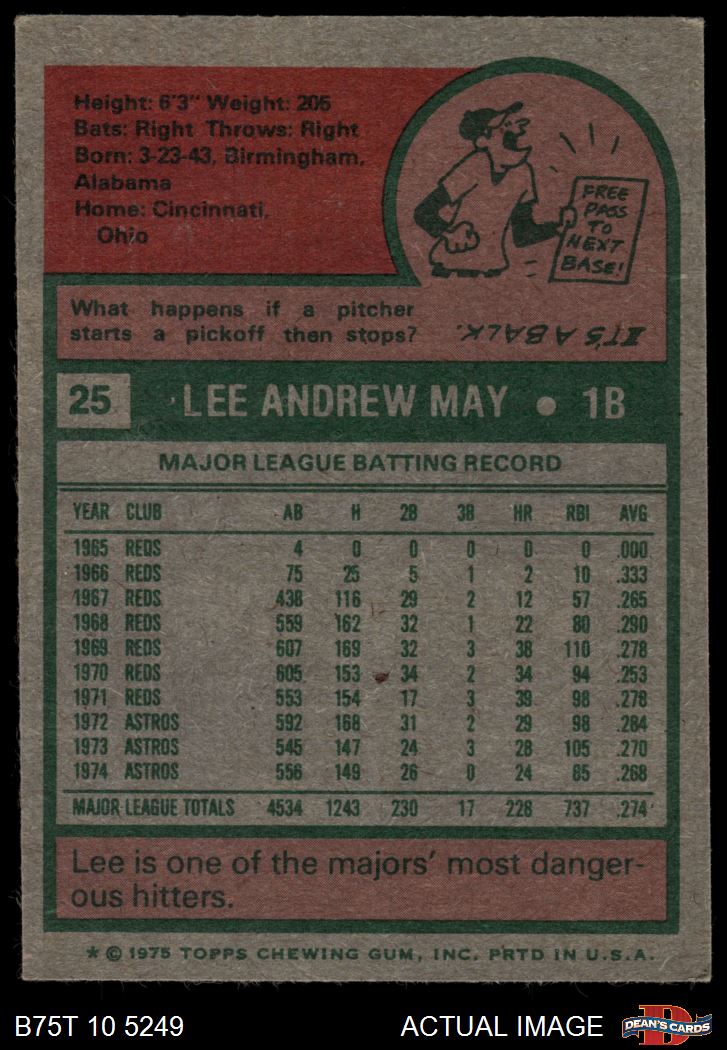 Height: 6'3" Weight: 205
Bats: Right Throws: Right
Born: 3-23-43, Birmingham,
Alabama
Home: Cincinnati,
Ohio
FREE
PASS
TO
NEXT
BASE!
What happens if a pitcher
starts a pickoff then stops?
IT'S A BALK.
25 LEE ANDREW MAY • 1B
MAJOR LEAGUE BATTING RECORD
YEAR CLUB AB H 2B 3B HR RBI AVG
1965 REDS 4 0 0 0 0 0 .000
1966 REDS 75 25 5 1 2 10 .333
1967 REDS 438 116 29 2 12 57 .265
1968 REDS 559 162 32 1 22 80 .290
1969 REDS 607 169 32 3 38 110 .278
1970 REDS 605 153 34 2 34 94 .253
1971 REDS 553 154 17 3 39 98 .278
1972 ASTROS 592 168 31 2 29 98 .284
1973 ASTROS 545 147 24 3 28 105 .270
1974 ASTROS 556 149 26 0 24 85 .268
MAJOR LEAGUE TOTALS 4534 1243 230 17 228 737 .274
Lee is one of the majors' most danger-
ous hitters.
* © 1975 TOPPS CHEWING GUM, INC. PRTD IN U.S.A.
B75T 10 5249 ACTUAL IMAGE
D
DEAN'S CARDS